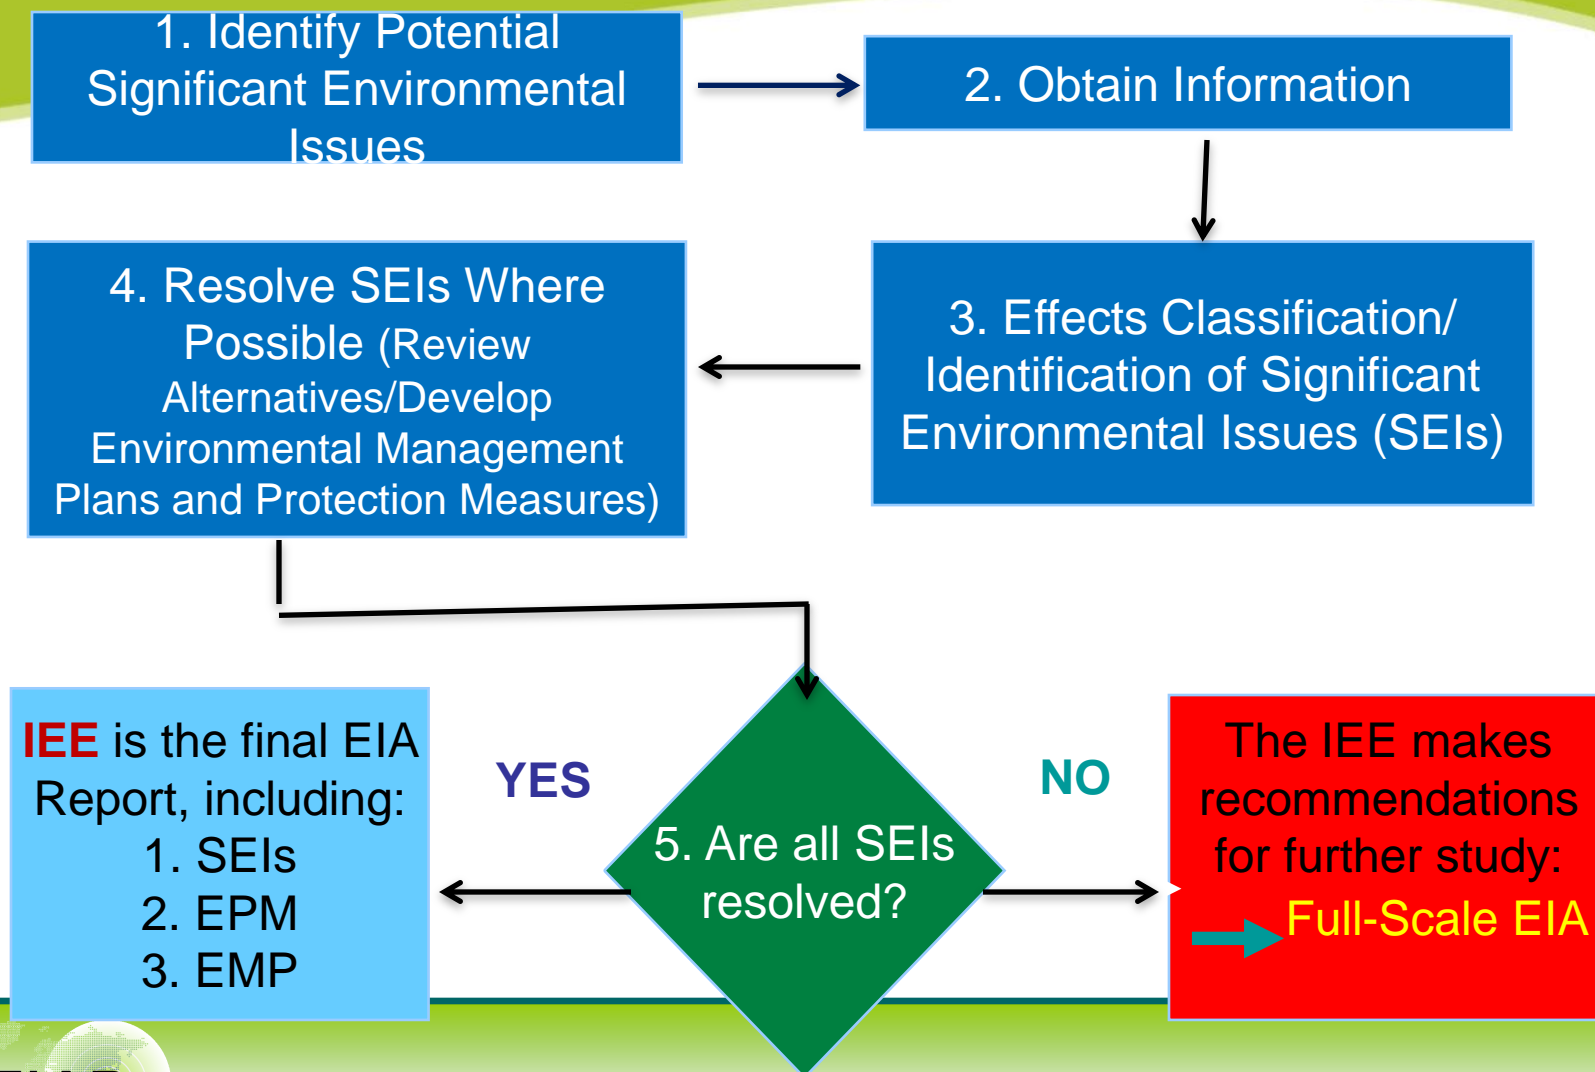 1. Identify Potential
Significant Environmental
Issues
2. Obtain Information
4. Resolve SEIs Where
Possible (Review
Alternatives/Develop
Environmental Management
Plans and Protection Measures)
3. Effects Classification/
Identification of Significant
Environmental Issues (SEIs)
IEE is the final EIA
Report, including:
1. SEIs
2. EPM
3. EMP
YES
5. Are all SEIs
resolved?
NO
The IEE makes
recommendations
for further study:
Full-Scale EIA